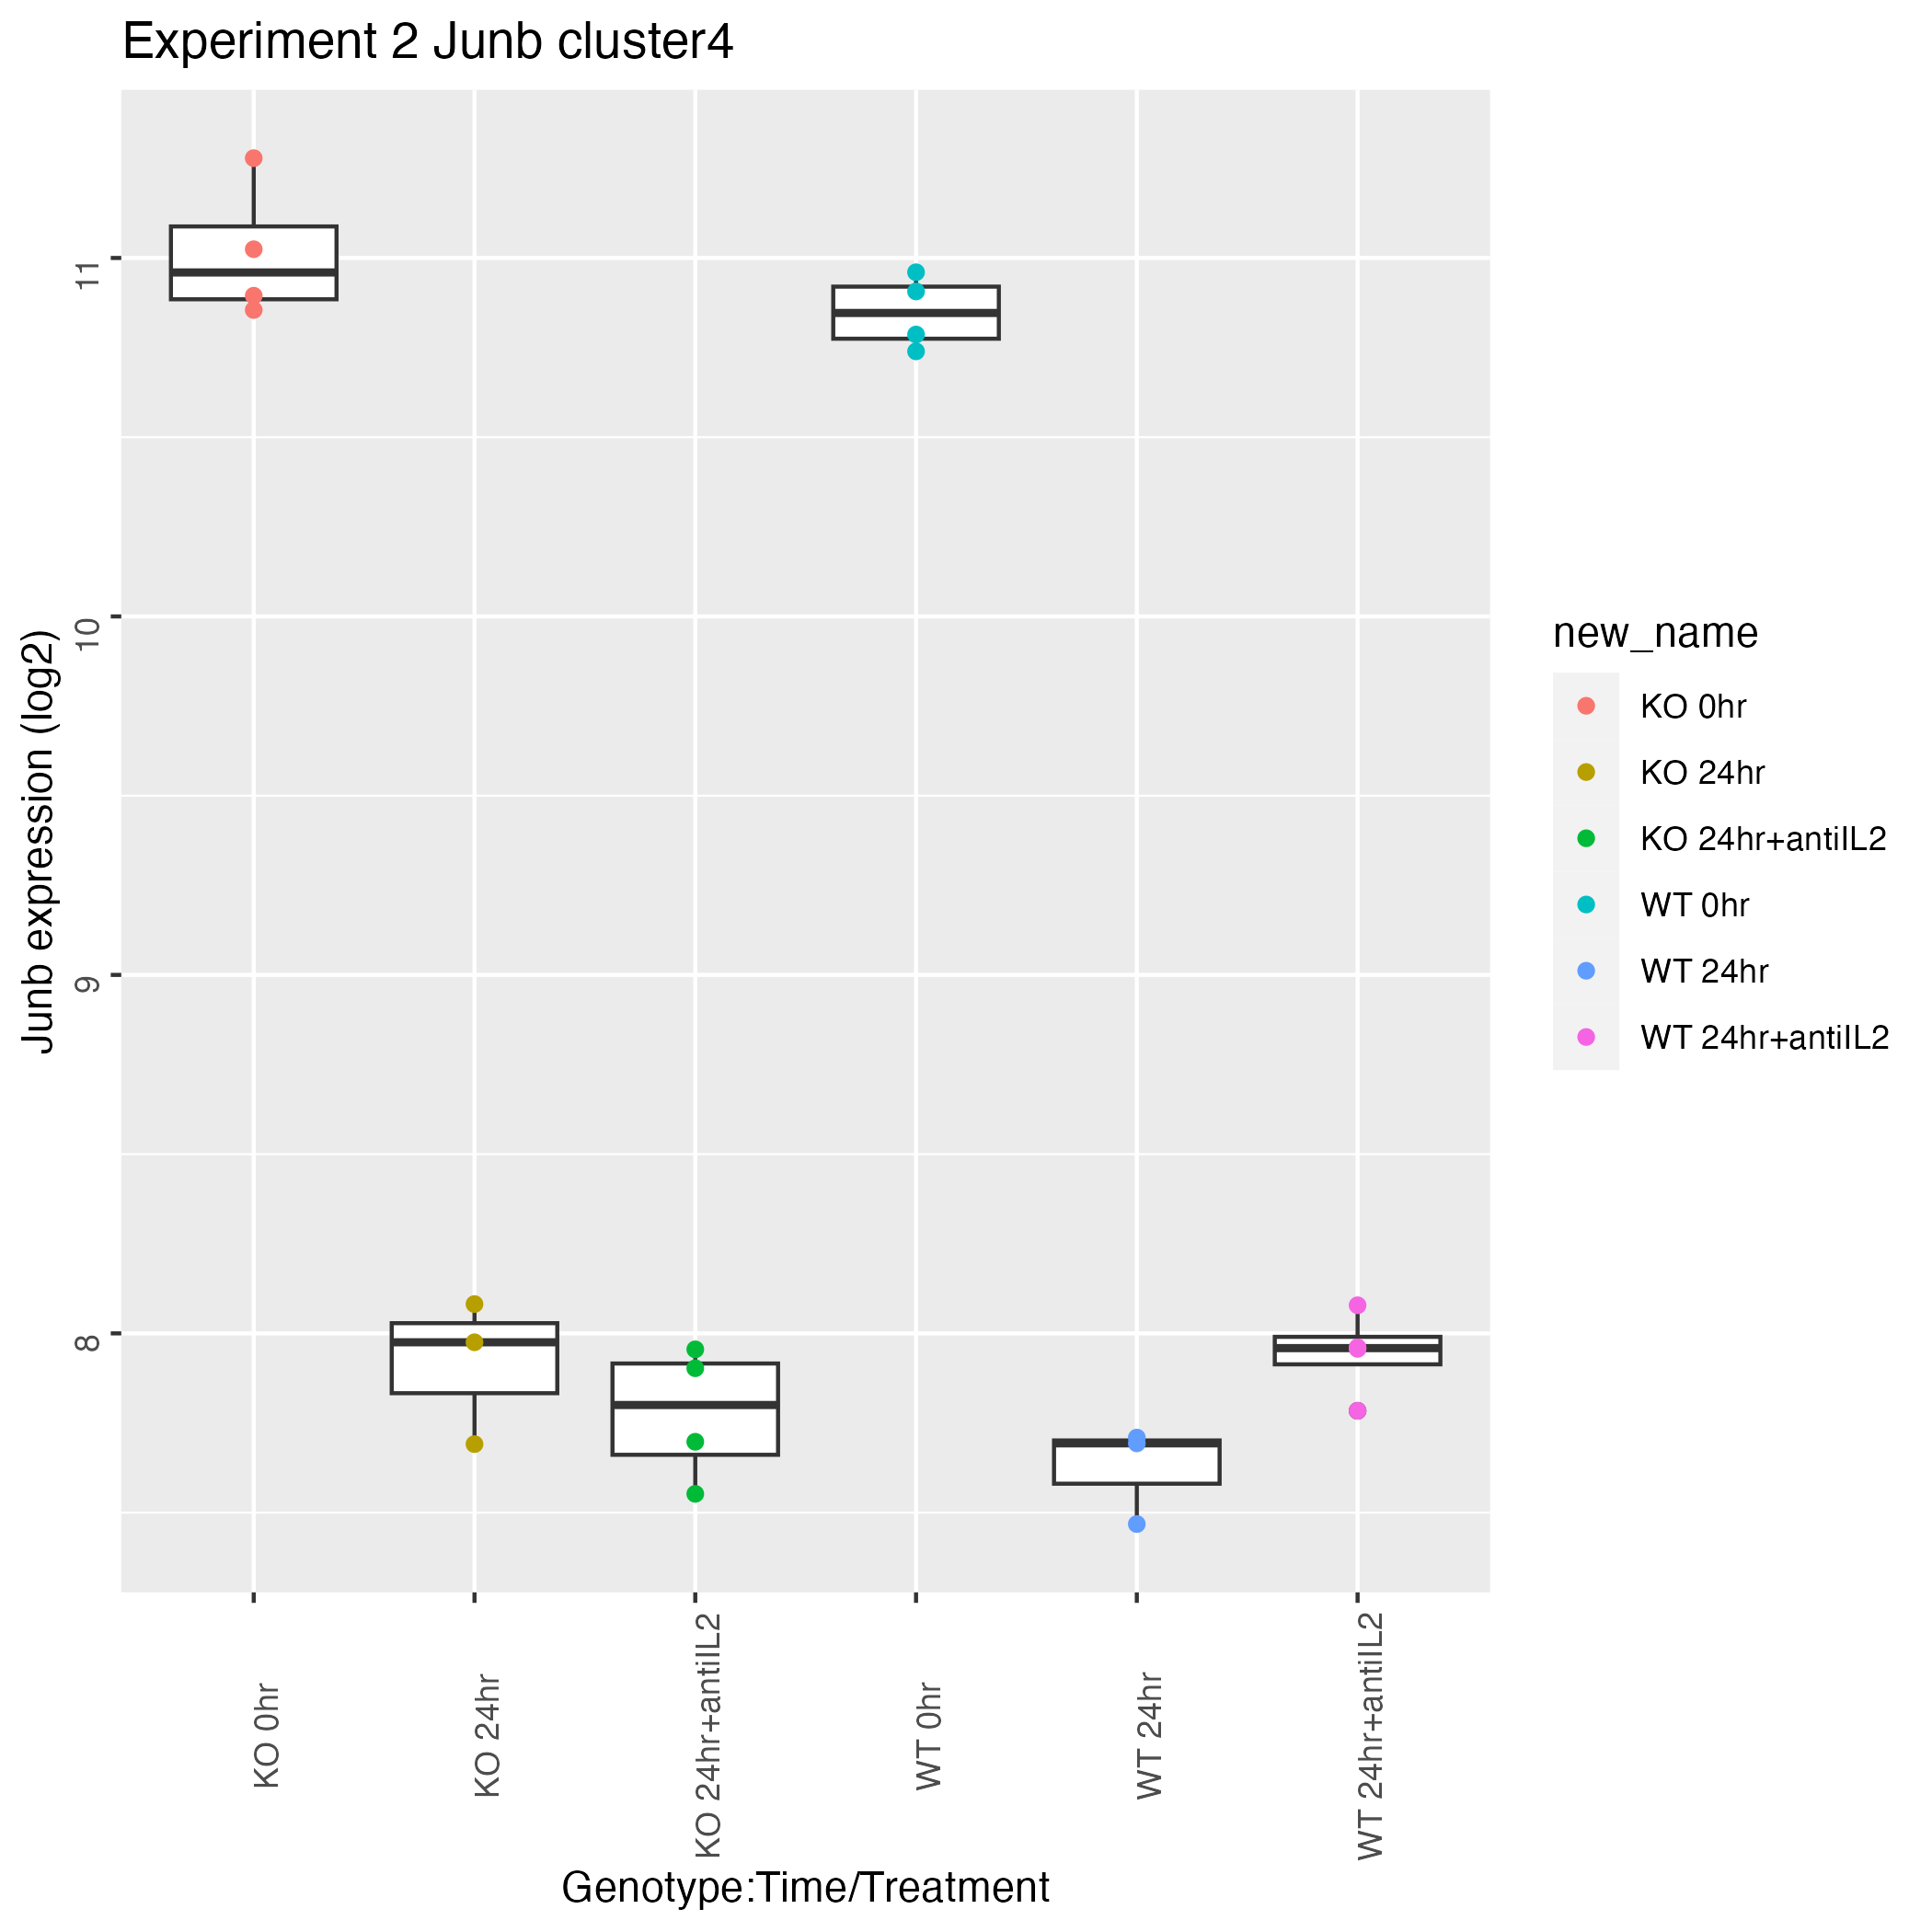 Experiment 2 Junb cluster4
Junb expression (log2)
11
10
9
8
KO 0hr
KO 24hr
KO 24hr+antiIL2
WT 0hr
WT 24hr
WT 24hr+antiIL2
Genotype:Time/Treatment
new_name
KO 0hr
KO 24hr
KO 24hr+antiIL2
WT 0hr
WT 24hr
WT 24hr+antiIL2